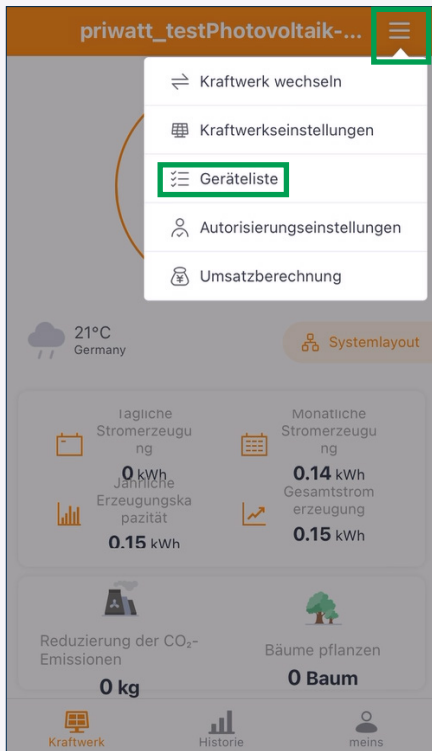 priwatt_testPhotovoltaik-...
Kraftwerk wechseln
Kraftwerkseinstellungen
Geräteliste
Autorisierungseinstellungen
Umsatzberechnung
21°C
Germany
Systemlayout
Tägliche
Stromerzeugu
ng
0 kWh
Monatliche
Stromerzeugu
ng
0.14 kWh
Jährliche
Erzeugungska
pazität
0.15 kWh
Gesamtstrom
erzeugung
0.15 kWh
Reduzierung der CO₂-
Emissionen
0 kg
Bäume pflanzen
0 Baum
Kraftwerk
Historie
meins